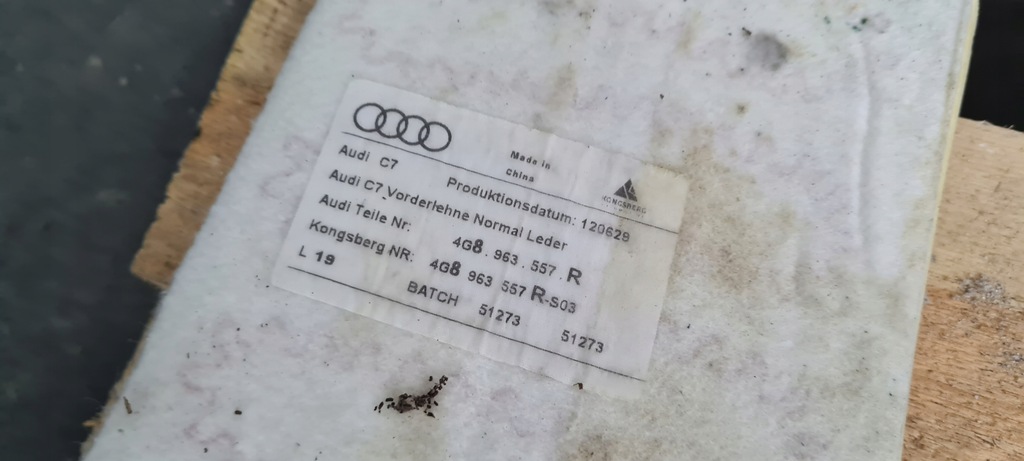 Made in
China
KONGSBERG
Audi C7
Produktionsdatum: 120629
Audi C7 Vorderlehne Normal Leder
Audi Teile Nr: 4G8 . 963 . 557 . R
Kongsberg NR: 4G8 963 557 R-S03
L 19
BATCH 51273 51273